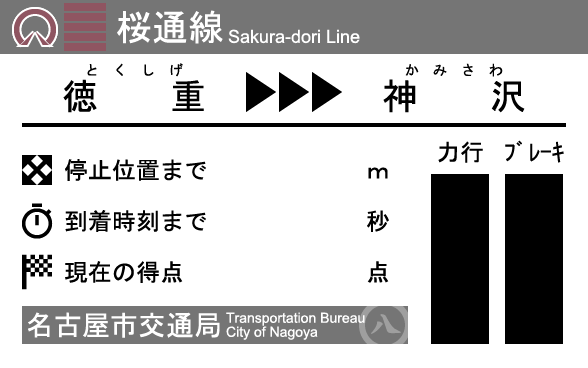 桜通線 Sakura-dori Line
とくしげ かみさわ
徳重 ▶▶▶ 神沢
力行 ブレーキ
停止位置まで m
到着時刻まで 秒
現在の得点 点
名古屋市交通局 Transportation Bureau
City of Nagoya
八